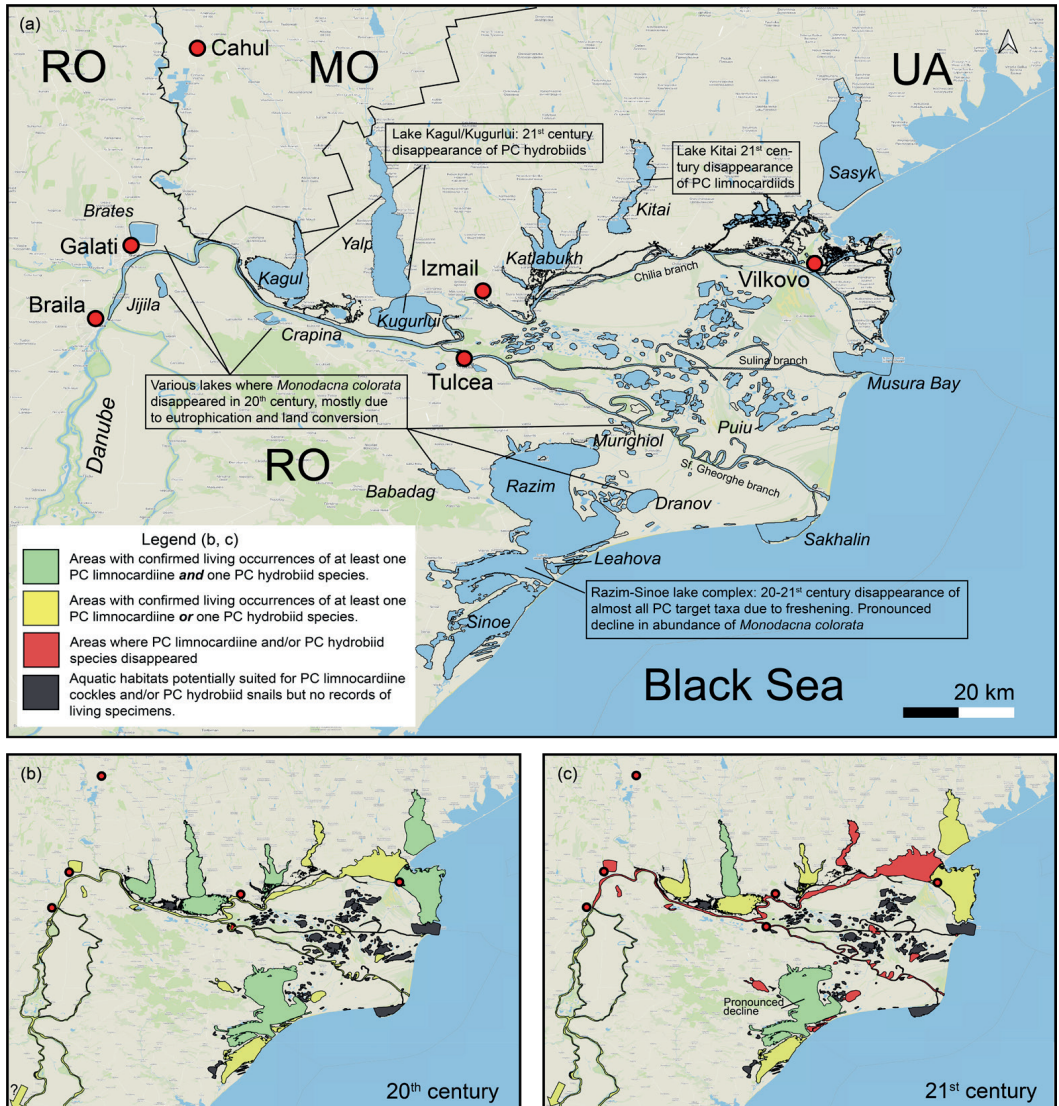 (a)
RO
Cahul
MO
UA
Lake Kagul/Kugurlui: 21st century
disappearance of PC hydrobiids
Lake Kitai 21st cen-
tury disappearance
of PC limnocardiids
Sasyk
Brates
Galati
Kitai
Yalp
Izmail
Katlabukh
Kagul
Chilia branch
Vilkovo
Braila
Jijila
Kugurlui
Crapina
Tulcea
Sulina branch
Musura Bay
Various lakes where Monodacna colorata
disappeared in 20th century, mostly due
to eutrophication and land conversion
Danube
Murighiol
Puiu
RO
Babadag
Razim
Sf. Gheorghe branch
Dranov
Sakhalin
Leahova
Sinoe
Razim-Sinoe lake complex: 20-21st century disappearance of
almost all PC target taxa due to freshening. Pronounced
decline in abundance of Monodacna colorata
Black Sea
20 km
Legend (b, c)
Areas with confirmed living occurrences of at least one
PC limnocardiine and one PC hydrobiid species.
Areas with confirmed living occurrences of at least one
PC limnocardiine or one PC hydrobiid species.
Areas where PC limnocardiine and/or PC hydrobiid
species disappeared
Aquatic habitats potentially suited for PC limnocardiine
cockles and/or PC hydrobiid snails but no records of
living specimens.
(b)
?
20th century
(c)
Pronounced
decline
21st century